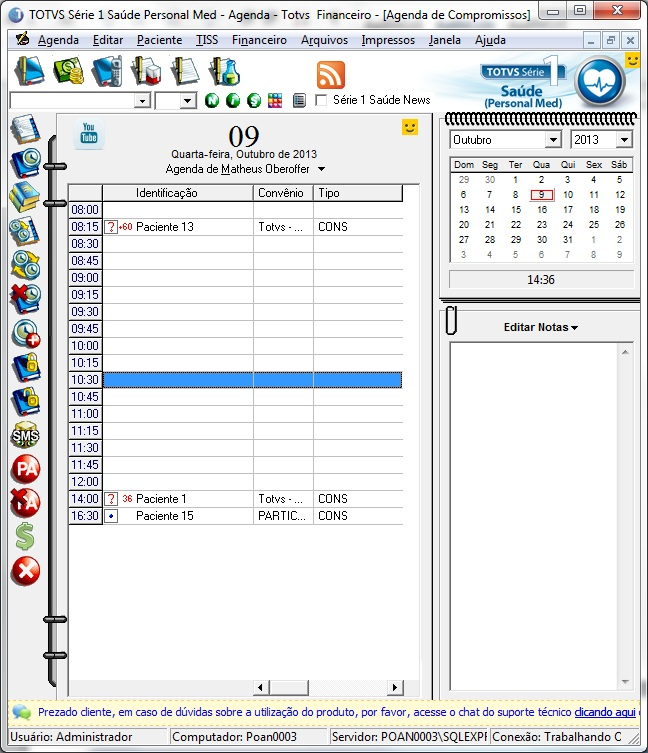 TOTVS Série 1 Saúde Personal Med - Agenda - Totvs Financeiro - [Agenda de Compromissos]
Agenda Editar Paciente TISS Financeiro Arquivos Impressos Janela Ajuda
TOTVS Série 1
Saúde
(Personal Med)
N I S Série 1 Saúde News
You Tube
09
Quarta-feira, Outubro de 2013
Agenda de Matheus Oberoffer
Identificação Convênio Tipo
08:00
08:15 ? +60 Paciente 13 Totvs - ... CONS
08:30
08:45
09:00
09:15
09:30
09:45
10:00
10:15
10:30
10:45
11:00
11:15
11:30
11:45
12:00
14:00 ? 36 Paciente 1 Totvs - ... CONS
16:30 Paciente 15 PARTIC... CONS
SMS
PA
$
Outubro 2013
Dom Seg Ter Qua Qui Sex Sáb
29 30 1 2 3 4 5
6 7 8 9 10 11 12
13 14 15 16 17 18 19
20 21 22 23 24 25 26
27 28 29 30 31 1 2
3 4 5 6 7 8 9
14:36
Editar Notas
Prezado cliente, em caso de dúvidas sobre a utilização do produto, por favor, acesse o chat do suporte técnico clicando aqui
Usuário: Administrador Computador: Poan0003 Servidor: POAN0003\SQLEXPF Conexão: Trabalhando C